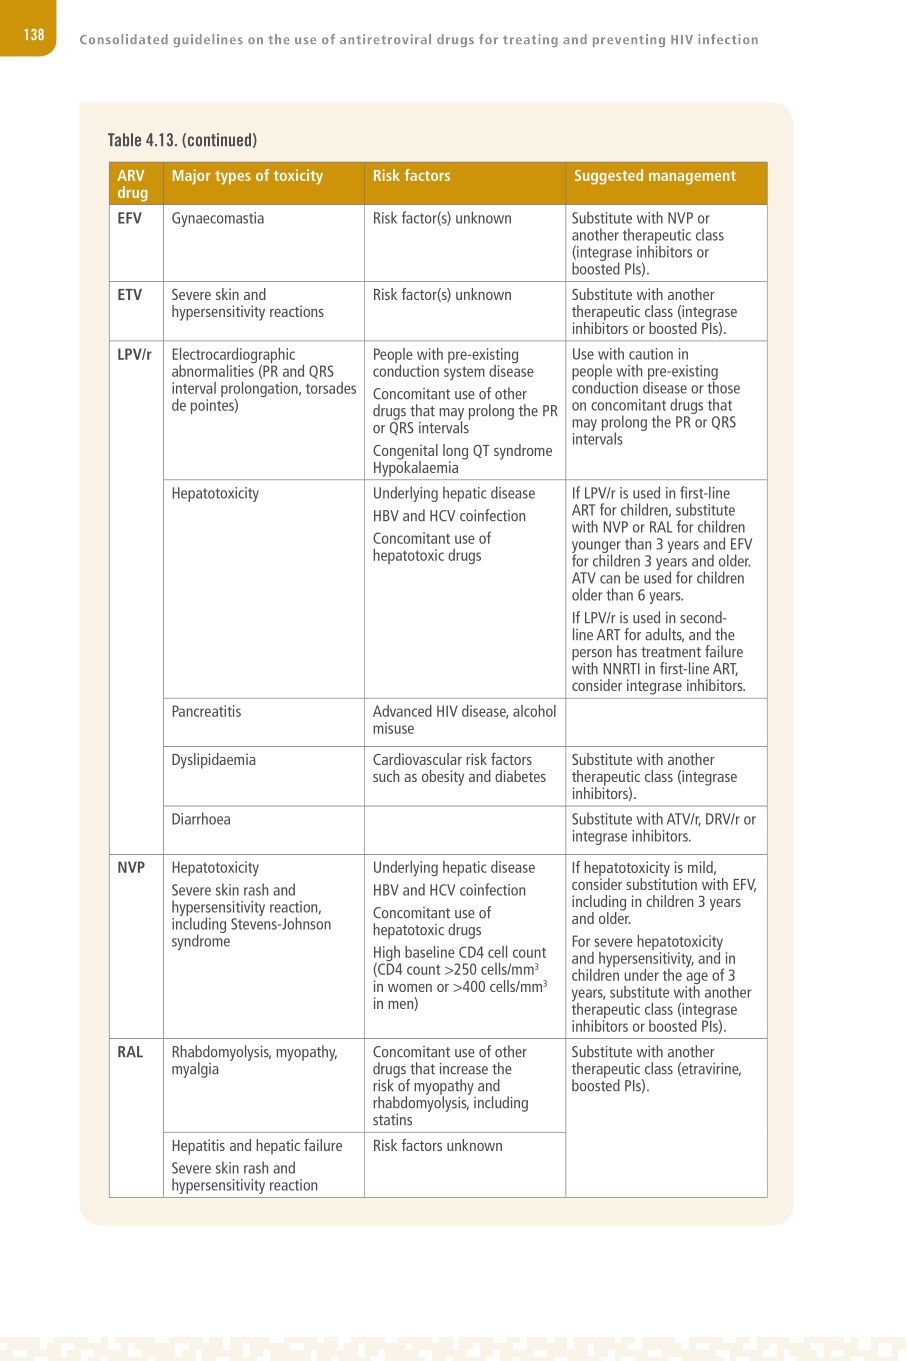 138
Consolidated guidelines on the use of antiretroviral drugs for treating and preventing HIV infection
Table 4.13. (continued)
ARV
drug
Major types of toxicity
Risk factors
Suggested management
EFV
Gynaecomastia
Risk factor(s) unknown
Substitute with NVP or
another therapeutic class
(integrase inhibitors or
boosted PIs).
ETV
Severe skin and
hypersensitivity reactions
Risk factor(s) unknown
Substitute with another
therapeutic class (integrase
inhibitors or boosted PIs).
LPV/r
Electrocardiographic
abnormalities (PR and QRS
interval prolongation, torsades
de pointes)
People with pre-existing
conduction system disease
Concomitant use of other
drugs that may prolong the PR
or QRS intervals
Congenital long QT syndrome
Hypokalaemia
Use with caution in
people with pre-existing
conduction disease or those
on concomitant drugs that
may prolong the PR or QRS
intervals
Hepatotoxicity
Underlying hepatic disease
HBV and HCV coinfection
Concomitant use of
hepatotoxic drugs
If LPV/r is used in first-line
ART for children, substitute
with NVP or RAL for children
younger than 3 years and EFV
for children 3 years and older.
ATV can be used for children
older than 6 years.
If LPV/r is used in second-
line ART for adults, and the
person has treatment failure
with NNRTI in first-line ART,
consider integrase inhibitors.
Pancreatitis
Advanced HIV disease, alcohol
misuse
Dyslipidaemia
Cardiovascular risk factors
such as obesity and diabetes
Substitute with another
therapeutic class (integrase
inhibitors).
Diarrhoea
Substitute with ATV/r, DRV/r or
integrase inhibitors.
NVP
Hepatotoxicity
Severe skin rash and
hypersensitivity reaction,
including Stevens-Johnson
syndrome
Underlying hepatic disease
HBV and HCV coinfection
Concomitant use of
hepatotoxic drugs
High baseline CD4 cell count
(CD4 count >250 cells/mm³
in women or >400 cells/mm³
in men)
If hepatotoxicity is mild,
consider substitution with EFV,
including in children 3 years
and older.
For severe hepatotoxicity
and hypersensitivity, and in
children under the age of 3
years, substitute with another
therapeutic class (integrase
inhibitors or boosted PIs).
RAL
Rhabdomyolysis, myopathy,
myalgia
Concomitant use of other
drugs that increase the
risk of myopathy and
rhabdomyolysis, including
statins
Substitute with another
therapeutic class (etravirine,
boosted PIs).
Hepatitis and hepatic failure
Severe skin rash and
hypersensitivity reaction
Risk factors unknown